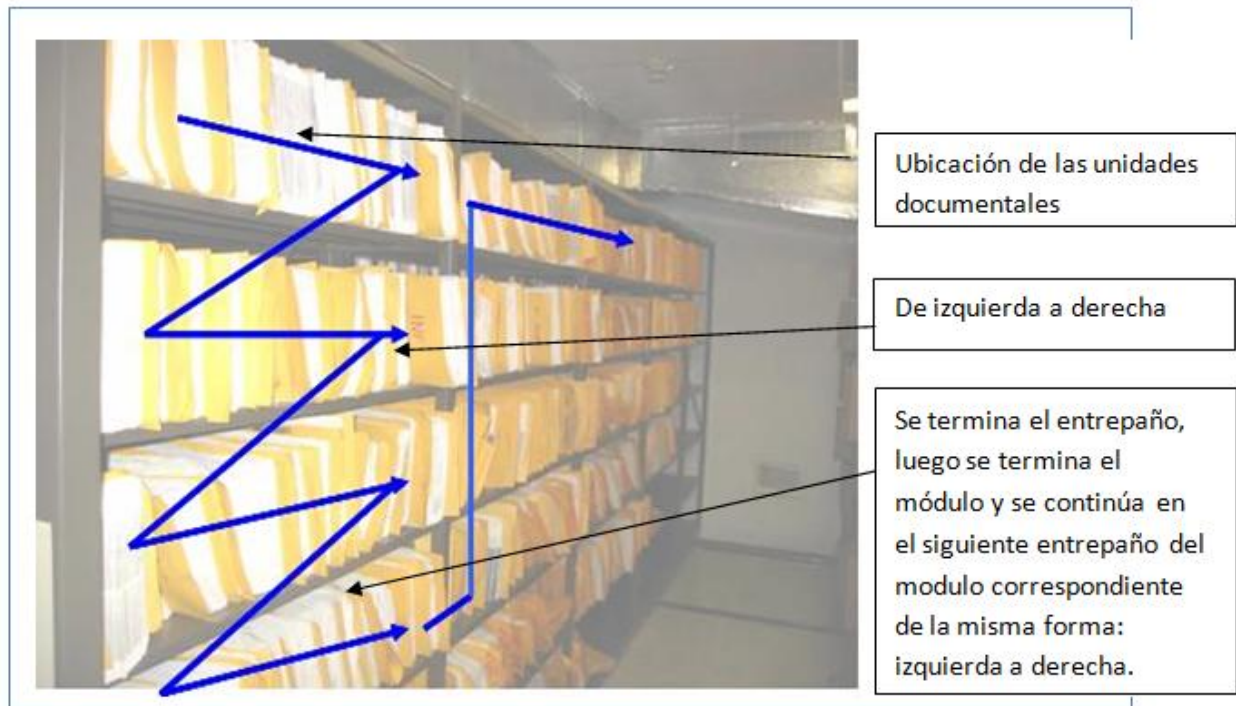 Ubicación de las unidades
documentales
De izquierda a derecha
Se termina el entrepaño,
luego se termina el
módulo y se continúa en
el siguiente entrepaño del
modulo correspondiente
de la misma forma:
izquierda a derecha.